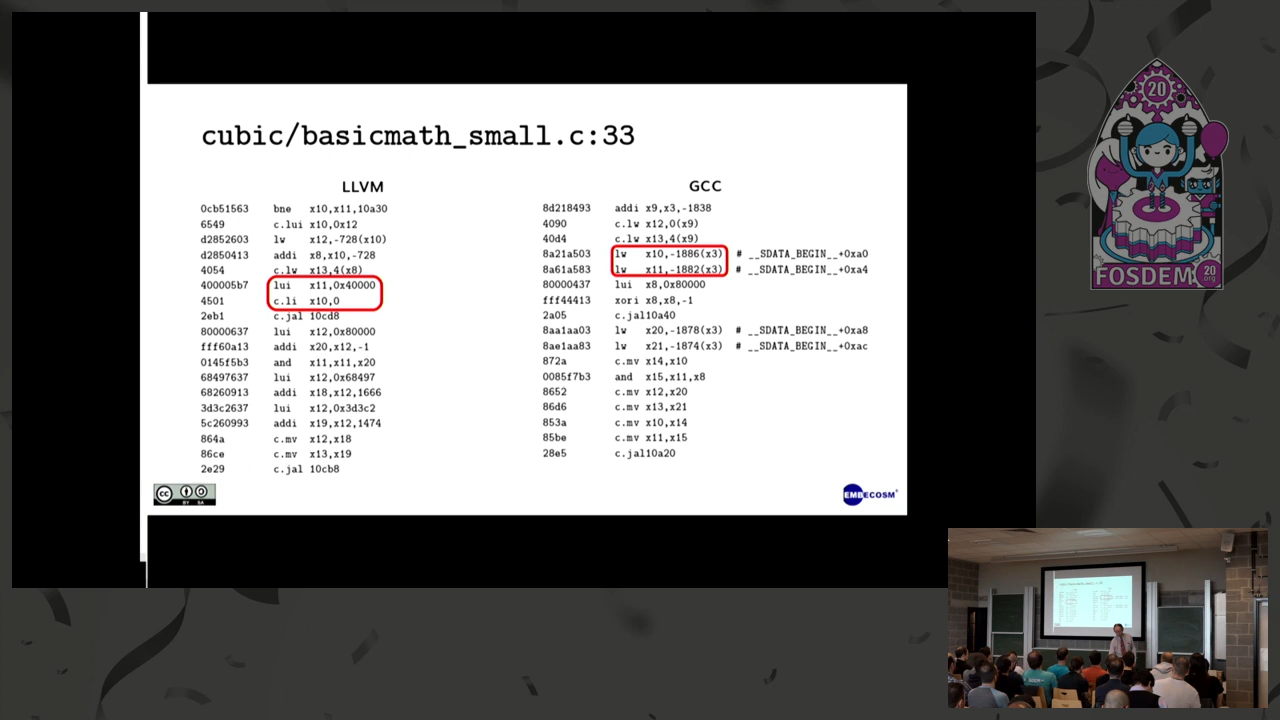 cubic/basicmath_small.c:33
LLVM
0cb51563 bne x10,x11,10a30
6549 c.lui x10,0x12
d2852603 lw x12,-728(x10)
d2850413 addi x8,x10,-728
4054 c.lw x13,4(x8)
400005b7 lui x11,0x40000
4501 c.li x10,0
2eb1 c.jal 10cd8
80000637 lui x12,0x80000
fff60a13 addi x20,x12,-1
0145f5b3 and x11,x11,x20
68497637 lui x12,0x68497
68260913 addi x18,x12,1666
3d3c2637 lui x12,0x3d3c2
5c260993 addi x19,x12,1474
864a c.mv x12,x18
86ce c.mv x13,x19
2e29 c.jal 10cb8
GCC
8d218493 addi x9,x3,-1838
4090 c.lw x12,0(x9)
40d4 c.lw x13,4(x9)
8a21a503 lw x10,-1886(x3) # __SDATA_BEGIN__+0xa0
8a61a583 lw x11,-1882(x3) # __SDATA_BEGIN__+0xa4
80000437 lui x8,0x80000
fff44413 xori x8,x8,-1
2a05 c.jal10a40
8aa1aa03 lw x20,-1878(x3) # __SDATA_BEGIN__+0xa8
8ae1aa83 lw x21,-1874(x3) # __SDATA_BEGIN__+0xac
872a c.mv x14,x10
0085f7b3 and x15,x11,x8
8652 c.mv x12,x20
86d6 c.mv x13,x21
853a c.mv x10,x14
85be c.mv x11,x15
28e5 c.jal10a20
cc
BY SA
EMBECOSM
20
FOSDEM 20
.org